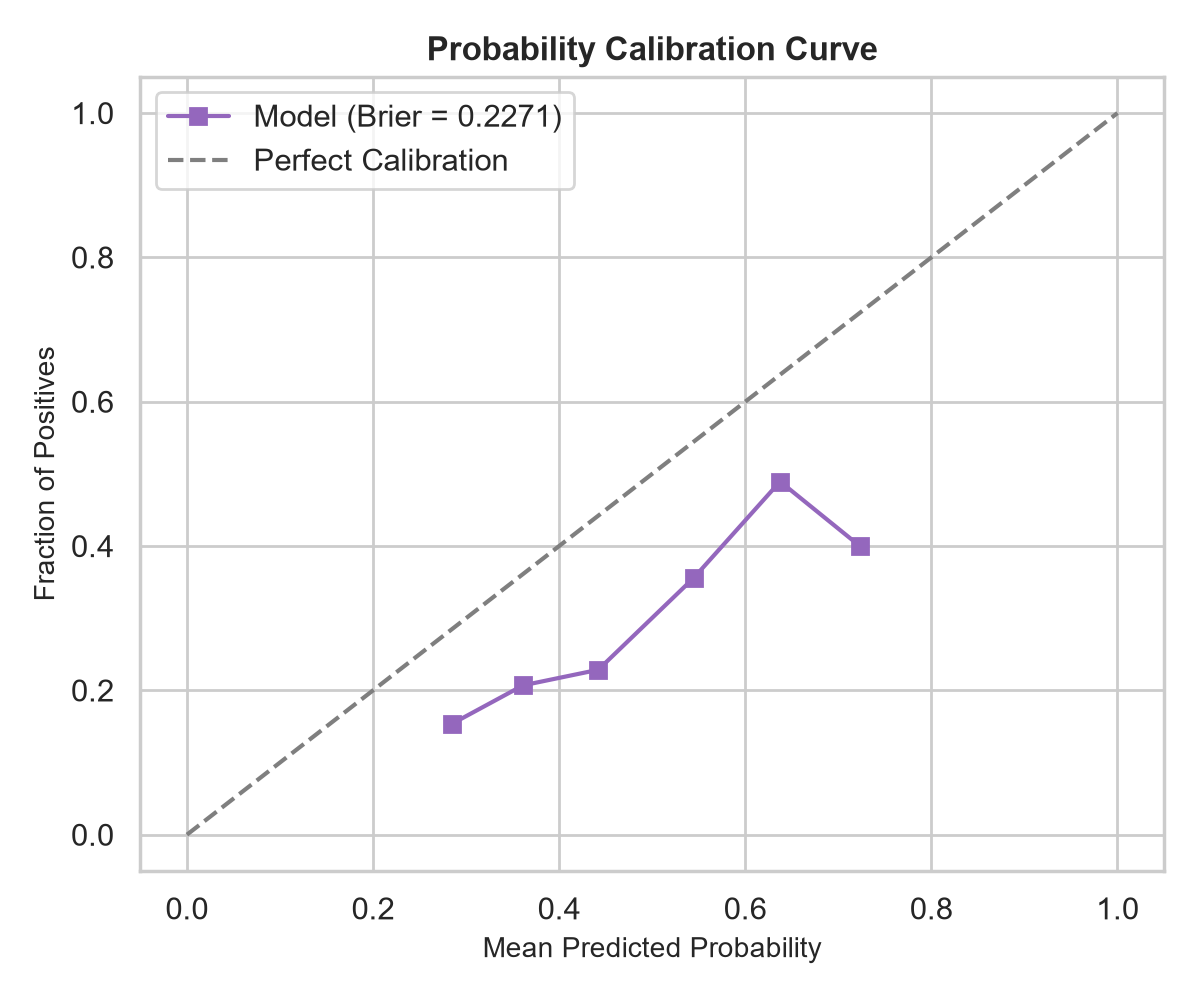 Probability Calibration Curve
Model (Brier = 0.2271)
Perfect Calibration
1.0
0.8
0.6
0.4
0.2
0.0
Fraction of Positives
0.0 0.2 0.4 0.6 0.8 1.0
Mean Predicted Probability